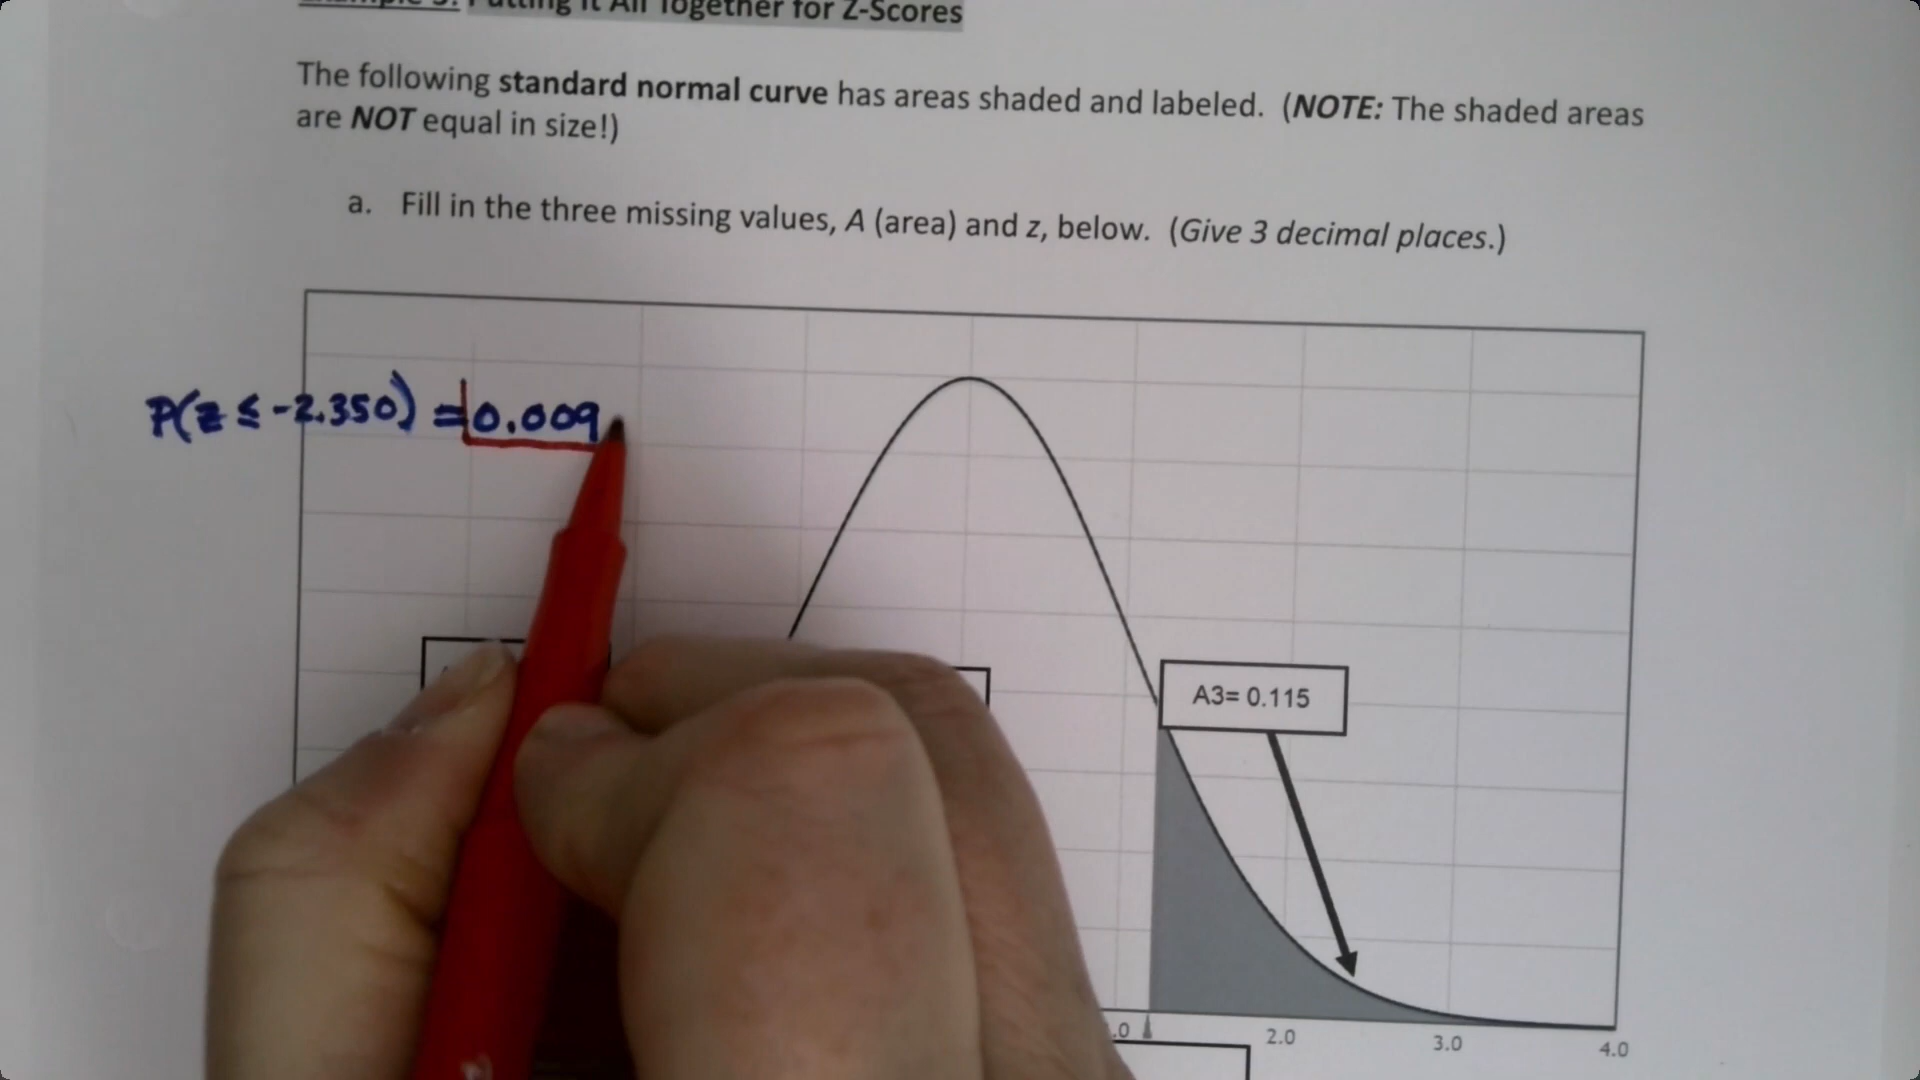 Putting It All Together for Z-Scores
The following standard normal curve has areas shaded and labeled. (NOTE: The shaded areas
are NOT equal in size!)
a. Fill in the three missing values, A (area) and z, below. (Give 3 decimal places.)
P(Z ≤ -2.350) = 0.009
A3= 0.115
.0
2.0
3.0
4.0